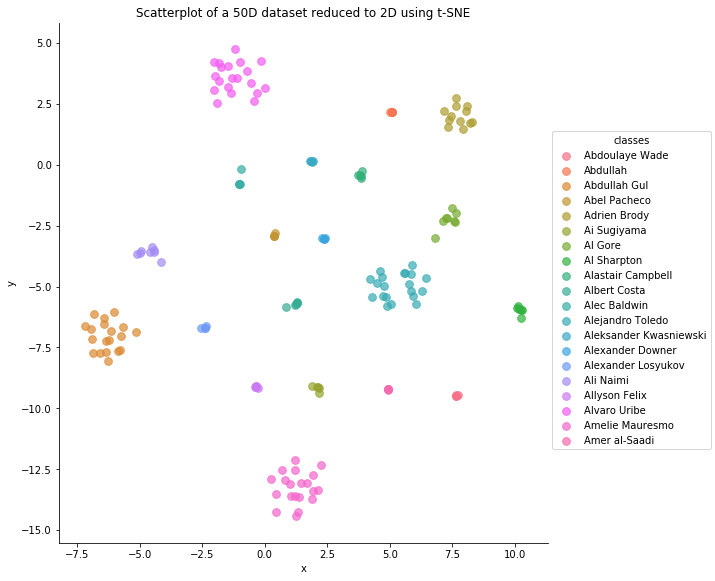 Scatterplot of a 50D dataset reduced to 2D using t-SNE
5.0
2.5
0.0
−2.5
−5.0
−7.5
−10.0
−12.5
−15.0
y
−7.5 −5.0 −2.5 0.0 2.5 5.0 7.5 10.0
x
classes
Abdoulaye Wade
Abdullah
Abdullah Gul
Abel Pacheco
Adrien Brody
Ai Sugiyama
Al Gore
Al Sharpton
Alastair Campbell
Albert Costa
Alec Baldwin
Alejandro Toledo
Aleksander Kwasniewski
Alexander Downer
Alexander Losyukov
Ali Naimi
Allyson Felix
Alvaro Uribe
Amelie Mauresmo
Amer al-Saadi